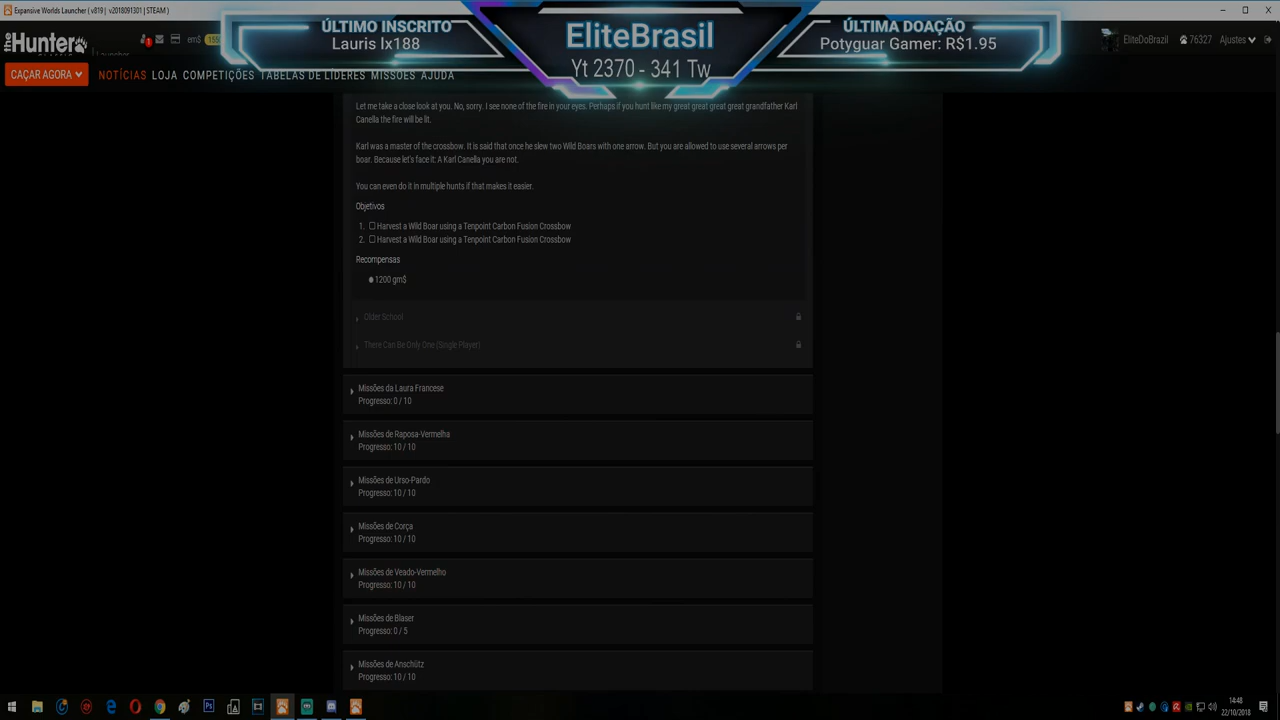 Expansive Worlds Launcher ( v819 | v2018091301 | STEAM )
ÚLTIMO INSCRITO
Lauris lx188
EliteBrasil
Yt 2370 - 341 Tw
ÚLTIMA DOAÇÃO
Potyguar Gamer: R$1.95
theHunter
1
em$
EliteDoBrazil
76327
Ajustes
CAÇAR AGORA
NOTÍCIAS
LOJA
COMPETIÇÕES
TABELAS DE LÍDERES
MISSÕES
AJUDA
Let me take a close look at you. No, sorry. I see none of the fire in your eyes. Perhaps if you hunt like my great great great great grandfather Karl
Canella the fire will be lit.
Karl was a master of the crossbow. It is said that once he slew two Wild Boars with one arrow. But you are allowed to use several arrows per
boar. Because let's face it: A Karl Canella you are not.
You can even do it in multiple hunts if that makes it easier.
Objetivos
1. Harvest a Wild Boar using a Tenpoint Carbon Fusion Crossbow
2. Harvest a Wild Boar using a Tenpoint Carbon Fusion Crossbow
Recompensas
1200 gm$
Older School
There Can Be Only One (Single Player)
Missões da Laura Francese
Progresso: 0 / 10
Missões de Raposa-Vermelha
Progresso: 10 / 10
Missões de Urso-Pardo
Progresso: 10 / 10
Missões de Corça
Progresso: 10 / 10
Missões de Veado-Vermelho
Progresso: 10 / 10
Missões de Blaser
Progresso: 0 / 5
Missões de Anschütz
Progresso: 10 / 10
14:48
22/10/2018